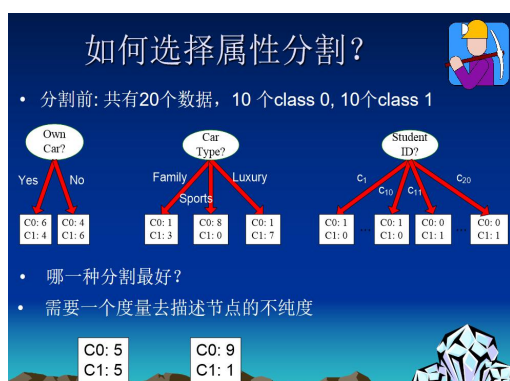 如何选择属性分割？
• 分割前: 共有20个数据，10 个class 0, 10个class 1
Own
Car?
Car
Type?
Student
ID?
Yes
No
Family
Sports
Luxury
c1
c10
c11
c20
C0: 6
C1: 4
C0: 4
C1: 6
C0: 1
C1: 3
C0: 8
C1: 0
C0: 1
C1: 7
C0: 1
C1: 0
...
C0: 1
C1: 0
C0: 0
C1: 1
...
C0: 0
C1: 1
• 哪一种分割最好？
• 需要一个度量去描述节点的不纯度
C0: 5
C1: 5
C0: 9
C1: 1